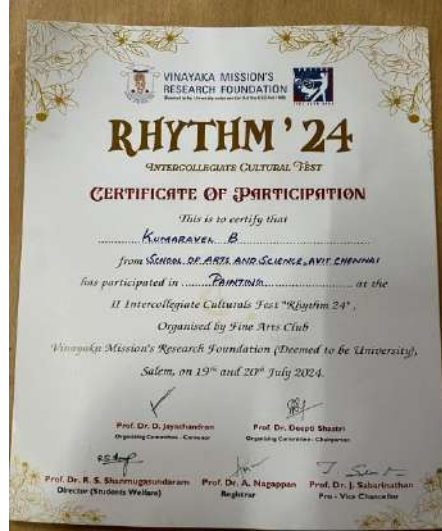 VINAYAKA MISSION'S
RESEARCH FOUNDATION
RHYTHM '24
INTERCOLLEGIATE CULTURAL FEST
CERTIFICATE OF PARTICIPATION
This is to certify that
KUMARAVEL B
from SCHOOL OF ARTS AND SCIENCE, AVIT CHENNAI
has participated in PAINTING at the
II Intercollegiate Culturals Fest "Rhythm 24",
Organised by Fine Arts Club
Vinayaka Mission's Research Foundation (Deemed to be University),
Salem, on 19th and 20th July 2024.
Prof. Dr. D. Jayachandran
Organizing Committee - Convenor
Prof. Dr. Deepti Shastri
Organizing Committee - Chairperson
Prof. Dr. R. S. Shanmugasundaram
Director (Students Welfare)
Prof. Dr. A. Nagappan
Registrar
Prof. Dr. J. Sabarinathan
Pro - Vice Chancellor